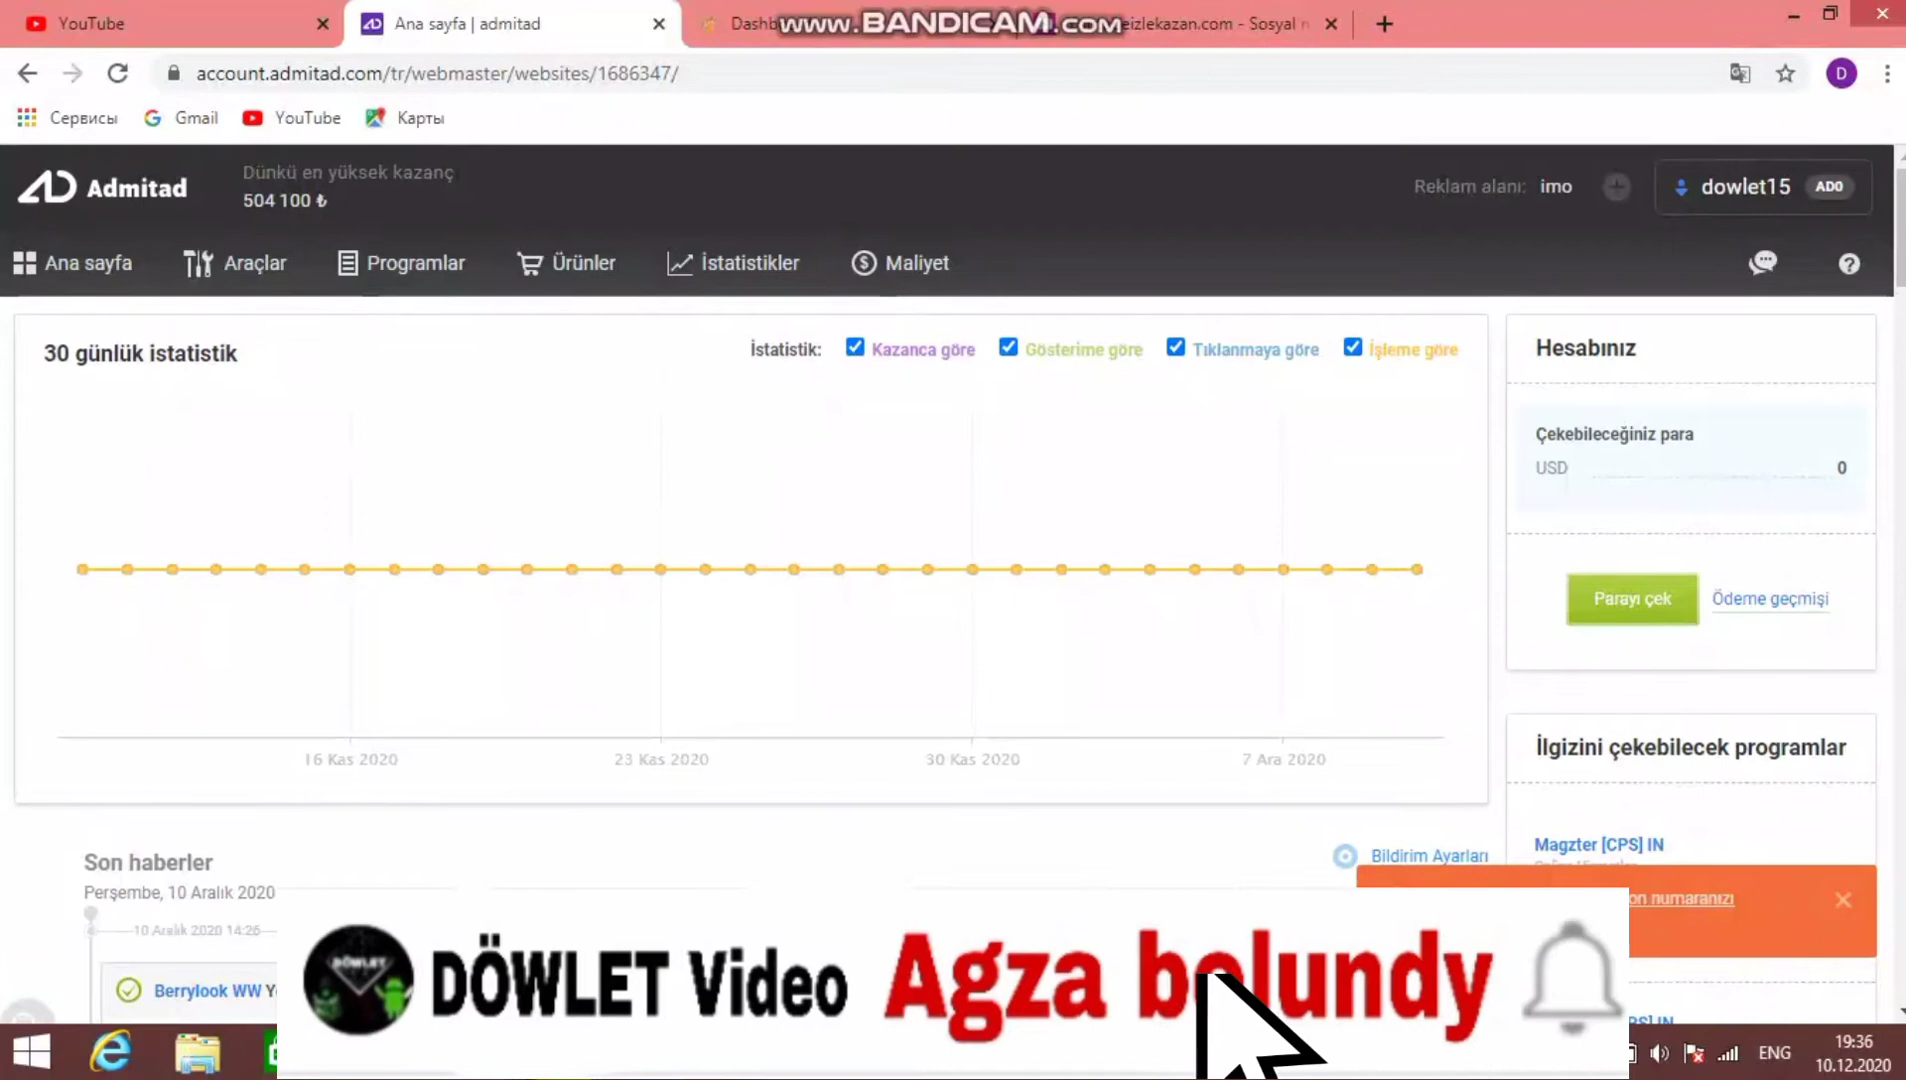 YouTube
Ana sayfa | admitad
www.BANDICAM.com
eizlekazan.com - Sosyal
account.admitad.com/tr/webmaster/websites/1686347/
D
Сервисы
Gmail
YouTube
Карты
Admitad
Dünkü en yüksek kazanç
504 100 ₺
Reklam alanı: imo
dowlet15
AD0
Ana sayfa
Araçlar
Programlar
Ürünler
İstatistikler
Maliyet
30 günlük istatistik
İstatistik:
Kazanca göre
Gösterime göre
Tıklanmaya göre
İşleme göre
16 Kas 2020
23 Kas 2020
30 Kas 2020
7 Ara 2020
Hesabınız
Çekebileceğiniz para
USD
0
Parayı çek
Ödeme geçmişi
İlgizini çekebilecek programlar
Magzter [CPS] IN
Son haberler
Bildirim Ayarları
Perşembe, 10 Aralık 2020
10 Aralık 2020 14:26
on numaranızı
Berrylook WW
DÖWLET Video
Agza bolundy
ENG
19:36
10.12.2020